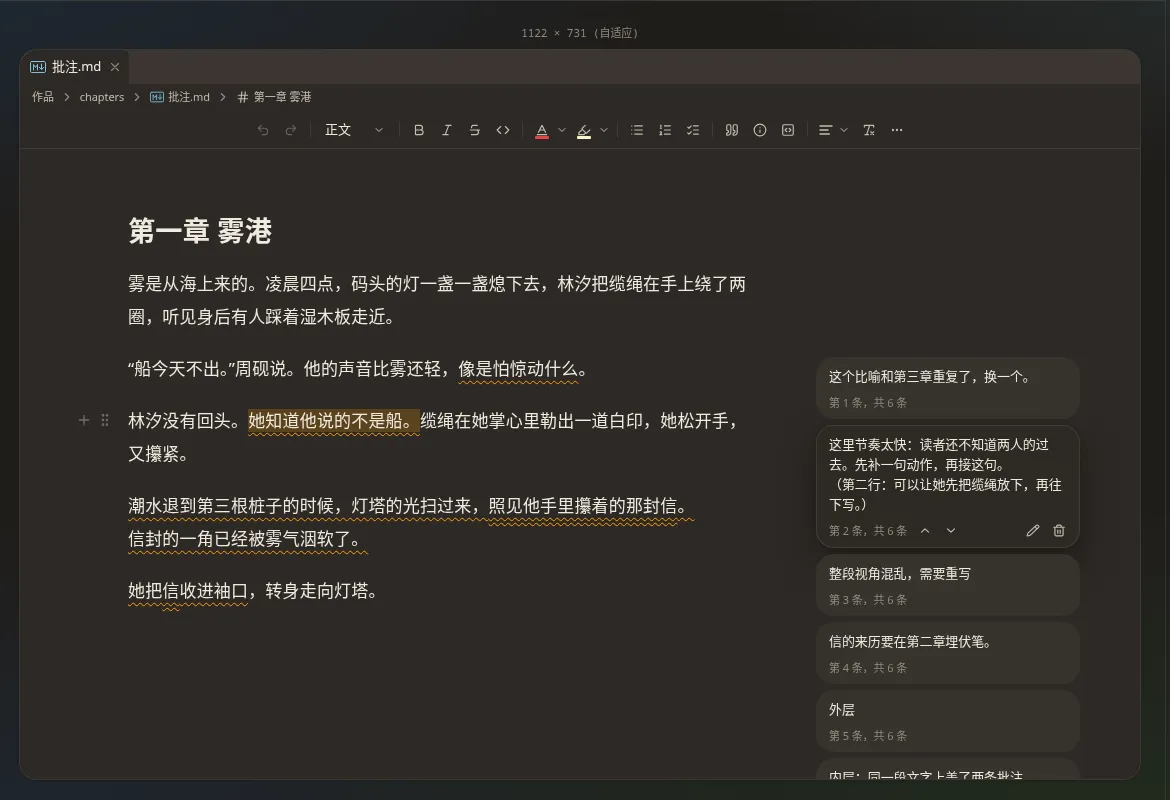 1122 × 731 (自适应)
批注.md
作品 > chapters > 批注.md > # 第一章 雾港
正文
第一章 雾港
雾是从海上来的。凌晨四点，码头的灯一盏一盏熄下去，林汐把缆绳在手上绕了两
圈，听见身后有人踩着湿木板走近。
“船今天不出。”周砚说。他的声音比雾还轻，像是怕惊动什么。
林汐没有回头。她知道他说的不是船。缆绳在她掌心里勒出一道白印，她松开手，
又攥紧。
潮水退到第三根桩子的时候，灯塔的光扫过来，照见他手里攥着的那封信。
信封的一角已经被雾气洇软了。
她把信收进袖口，转身走向灯塔。
这个比喻和第三章重复了，换一个。
第 1 条，共 6 条
这里节奏太快：读者还不知道两人的过
去。先补一句动作，再接这句。
（第二行：可以让她先把缆绳放下，再往
下写。）
第 2 条，共 6 条
整段视角混乱，需要重写
第 3 条，共 6 条
信的来历要在第二章埋伏笔。
第 4 条，共 6 条
外层
第 5 条，共 6 条
内层：同一段文字上盖了两条批注